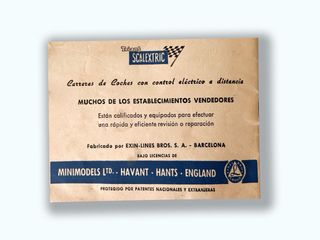 SCALEXTRIC
Carreras de Coches con control eléctrico a distancia
MUCHOS DE LOS ESTABLECIMIENTOS VENDEDORES
Están calificados y equipados para efectuar
una rápida y eficiente revisión o reparación
Fabricado por EXIN-LINES BROS. S. A. - BARCELONA
BAJO LICENCIAS DE
MINIMODELS LTD. - HAVANT - HANTS - ENGLAND
PROTEGIDO POR PATENTES NACIONALES Y EXTRANJERAS